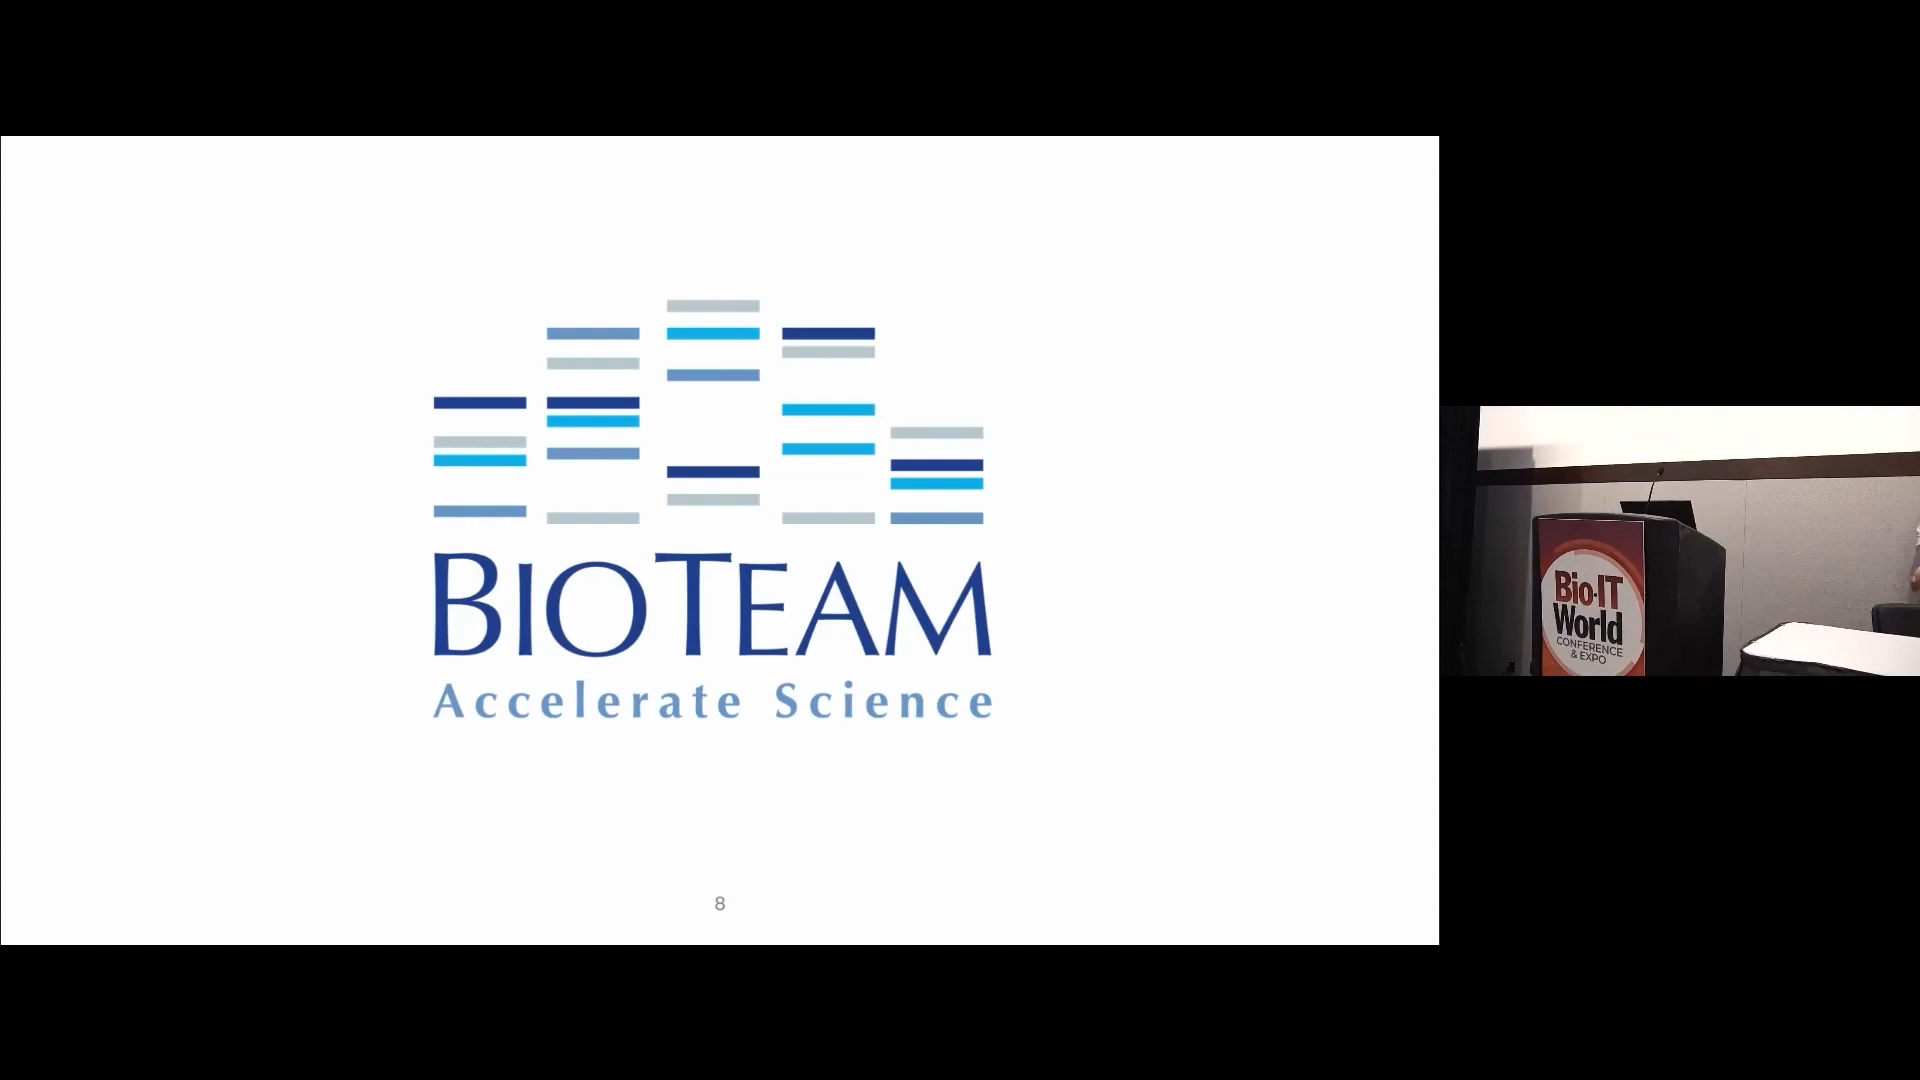 BIOTEAM
Accelerate Science
8
Bio-IT
World
CONFERENCE
& EXPO